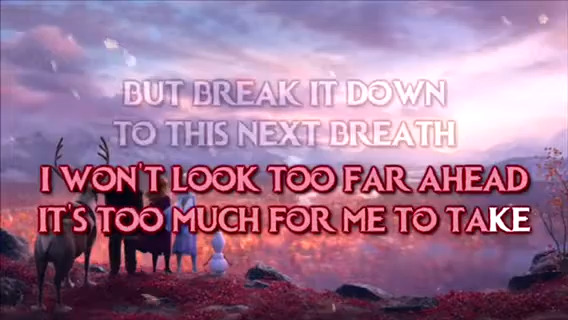 BUT BREAK IT DOWN
TO THIS NEXT BREATH
I WON'T LOOK TOO FAR AHEAD
IT'S TOO MUCH FOR ME TO TAKE